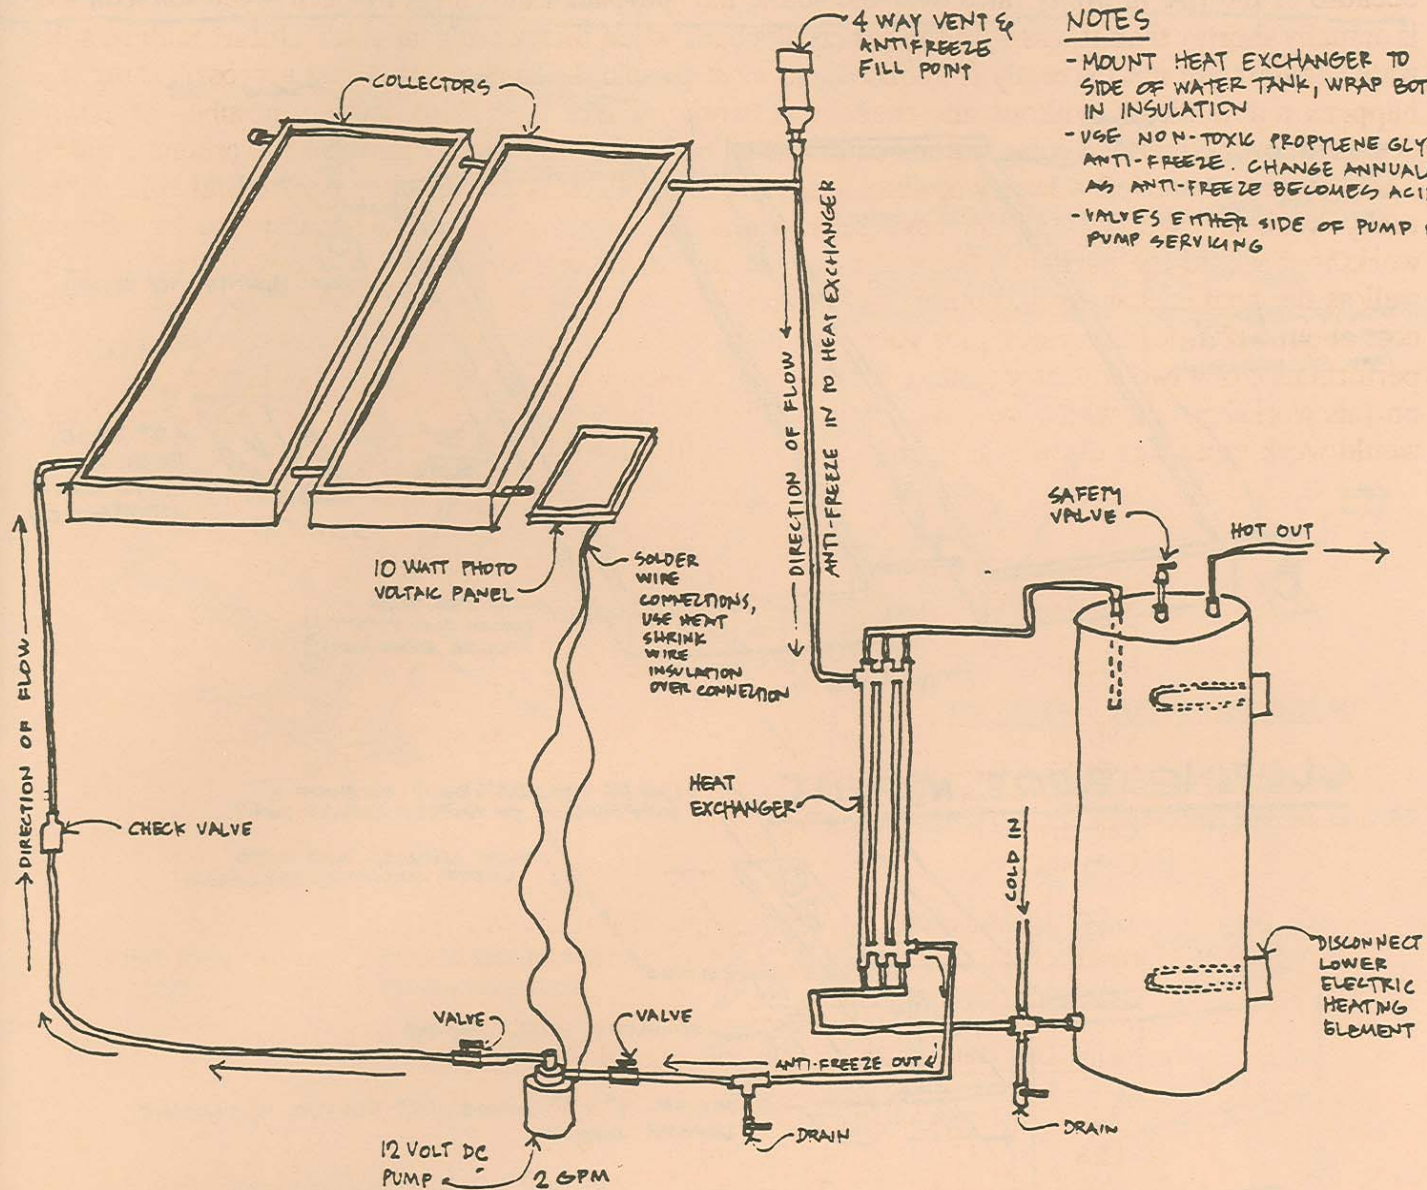 4 WAY VENT &
ANTIFREEZE
FILL POINT
NOTES
- MOUNT HEAT EXCHANGER TO
SIDE OF WATER TANK, WRAP BOT
IN INSULATION
- USE NON-TOXIC PROPYLENE GLY
ANTI-FREEZE. CHANGE ANNUAL
AS ANTI-FREEZE BECOMES ACI
- VALVES EITHER SIDE OF PUMP
PUMP SERVICING
COLLECTORS
DIRECTION OF FLOW
ANTI-FREEZE IN TO HEAT EXCHANGER
10 WATT PHOTO
VOLTAIC PANEL
SOLDER
WIRE
CONNECTIONS,
USE HEAT
SHRINK
WIRE
INSULATION
OVER CONNECTION
SAFETY
VALVE
HOT OUT
DIRECTION OF FLOW
CHECK VALVE
HEAT
EXCHANGER
COLD IN
DISCONNECT
LOWER
ELECTRIC
HEATING
ELEMENT
VALVE
VALVE
ANTI-FREEZE OUT
DRAIN
DRAIN
12 VOLT DC
PUMP
2 GPM